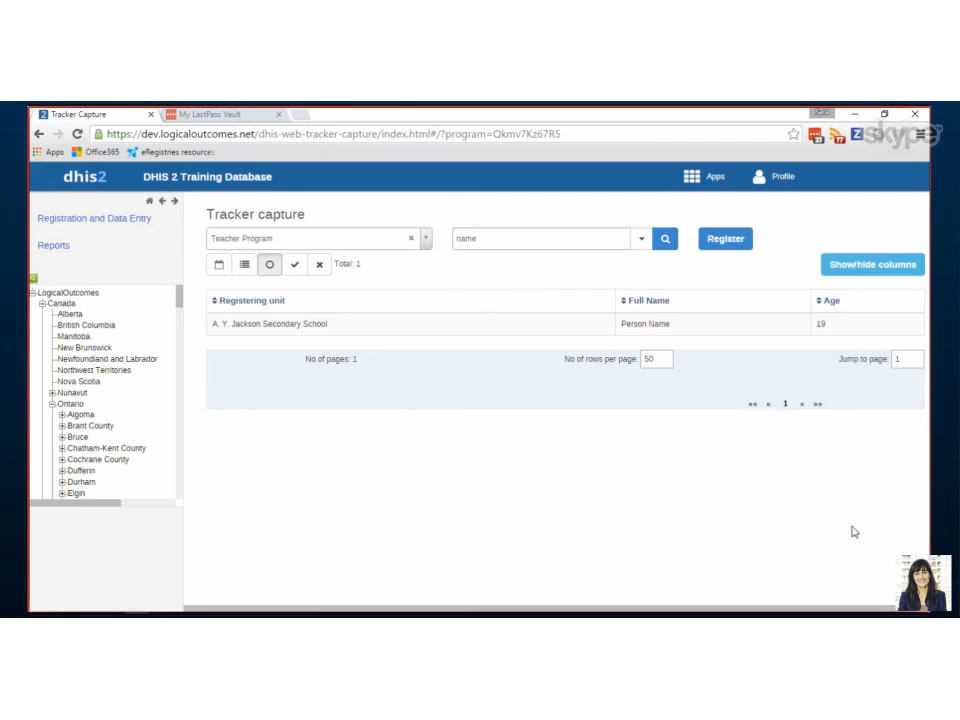 Tracker Capture
My LastPass Vault
https://dev.logicaloutcomes.net/dhis-web-tracker-capture/index.html#/?program=Qkmv7Kz67R5
skype
Apps Office365 eRegistries resources
dhis2 DHIS 2 Training Database Apps Profile
Registration and Data Entry
Reports
Tracker capture
Teacher Program name Register
Total: 1 Show/hide columns
Registering unit Full Name Age
A. Y. Jackson Secondary School Person Name 19
No of pages: 1 No of rows per page: 50 Jump to page: 1
«« « 1 » »»
LogicalOutcomes
Canada
Alberta
British Columbia
Manitoba
New Brunswick
Newfoundland and Labrador
Northwest Territories
Nova Scotia
Nunavut
Ontario
Algoma
Brant County
Bruce
Chatham-Kent County
Cochrane County
Dufferin
Durham
Elgin